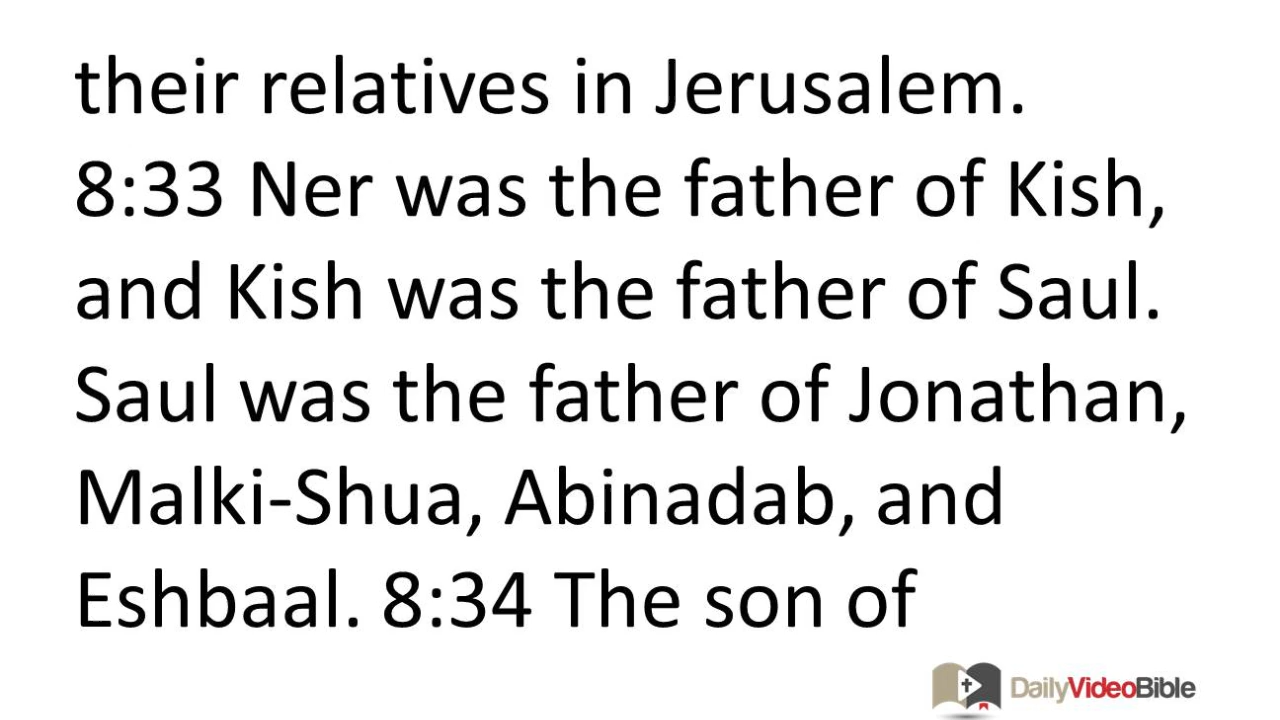 their relatives in Jerusalem.
8:33 Ner was the father of Kish,
and Kish was the father of Saul.
Saul was the father of Jonathan,
Malki-Shua, Abinadab, and
Eshbaal. 8:34 The son of
DailyVideoBible